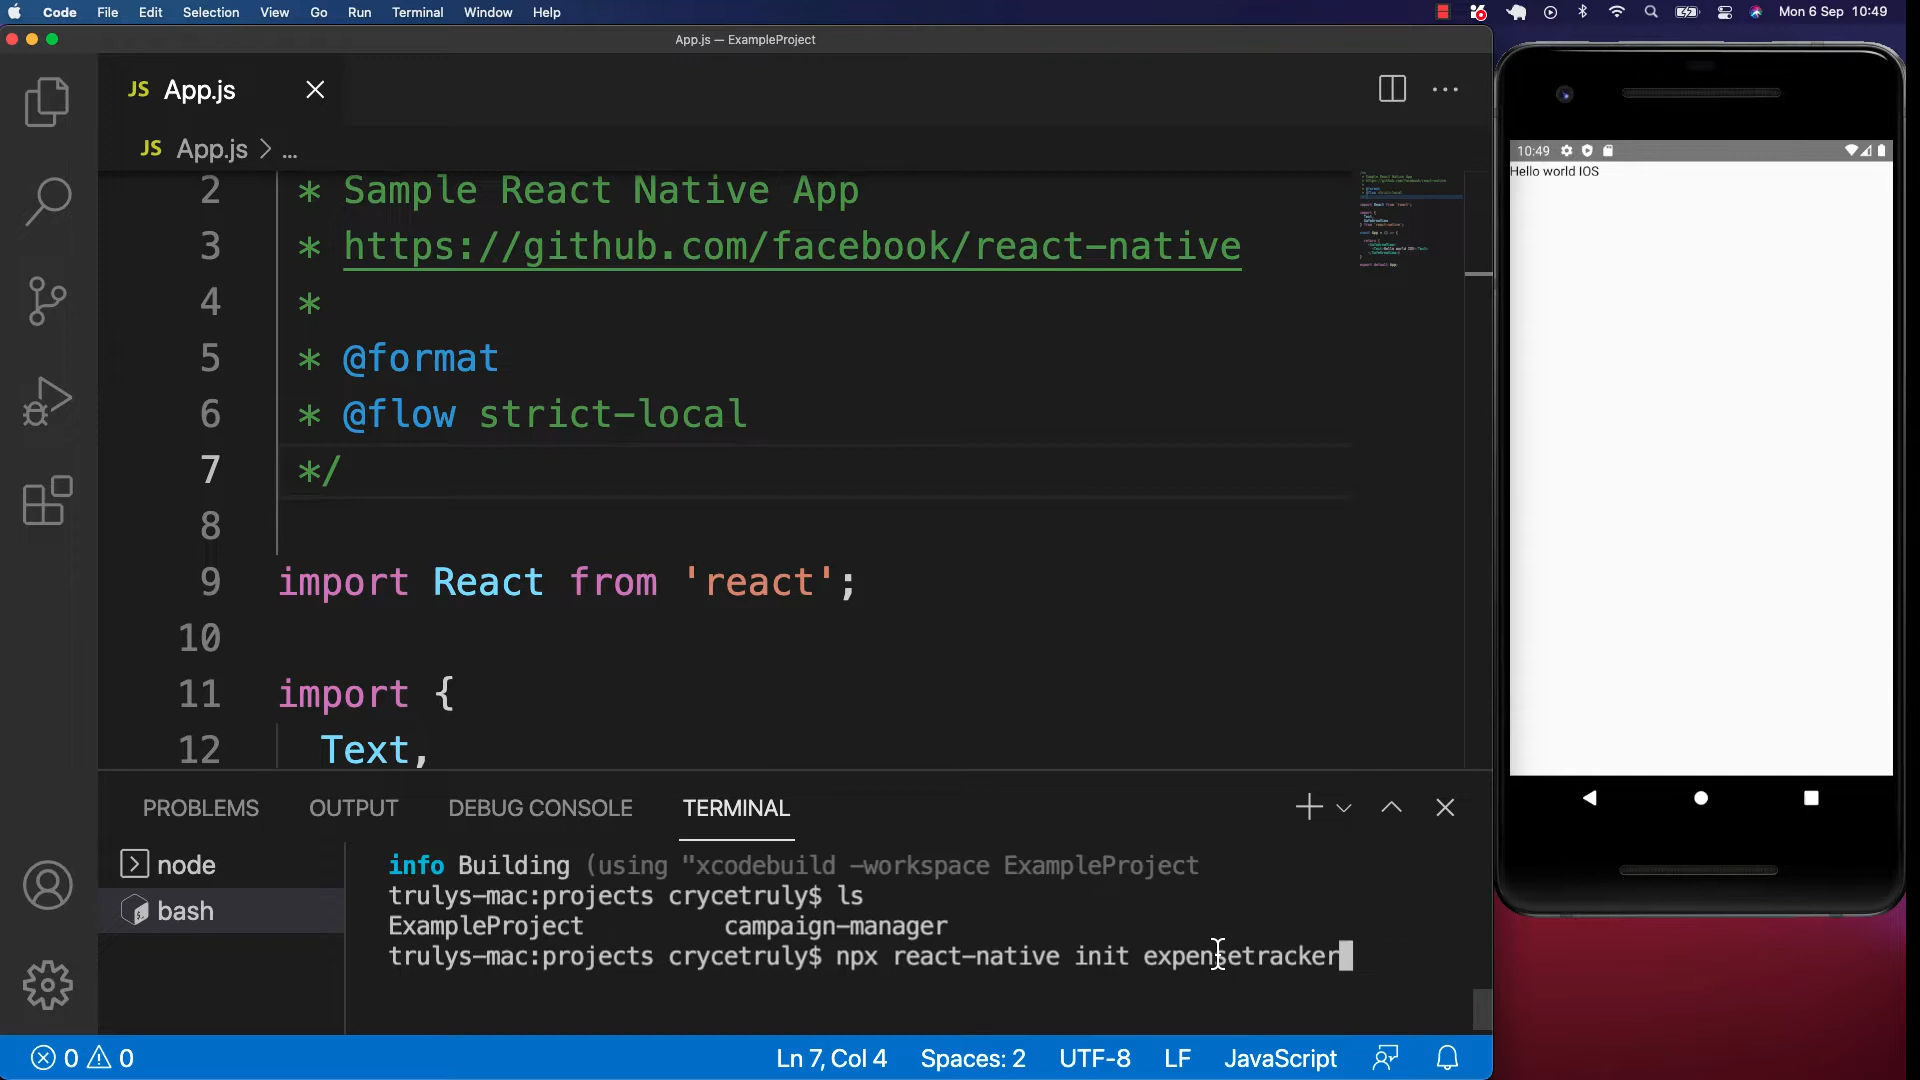 Code File Edit Selection View Go Run Terminal Window Help
Mon 6 Sep 10:49
App.js — ExampleProject
JS App.js
JS App.js > ...
2 * Sample React Native App
3 * https://github.com/facebook/react-native
4 *
5 * @format
6 * @flow strict-local
7 */
8
9 import React from 'react';
10
11 import {
12 Text,
PROBLEMS OUTPUT DEBUG CONSOLE TERMINAL
node
bash
info Building (using "xcodebuild -workspace ExampleProject
trulys-mac:projects crycetruly$ ls
ExampleProject campaign-manager
trulys-mac:projects crycetruly$ npx react-native init expensetracker
0 0
Ln 7, Col 4 Spaces: 2 UTF-8 LF JavaScript
10:49
Hello world IOS